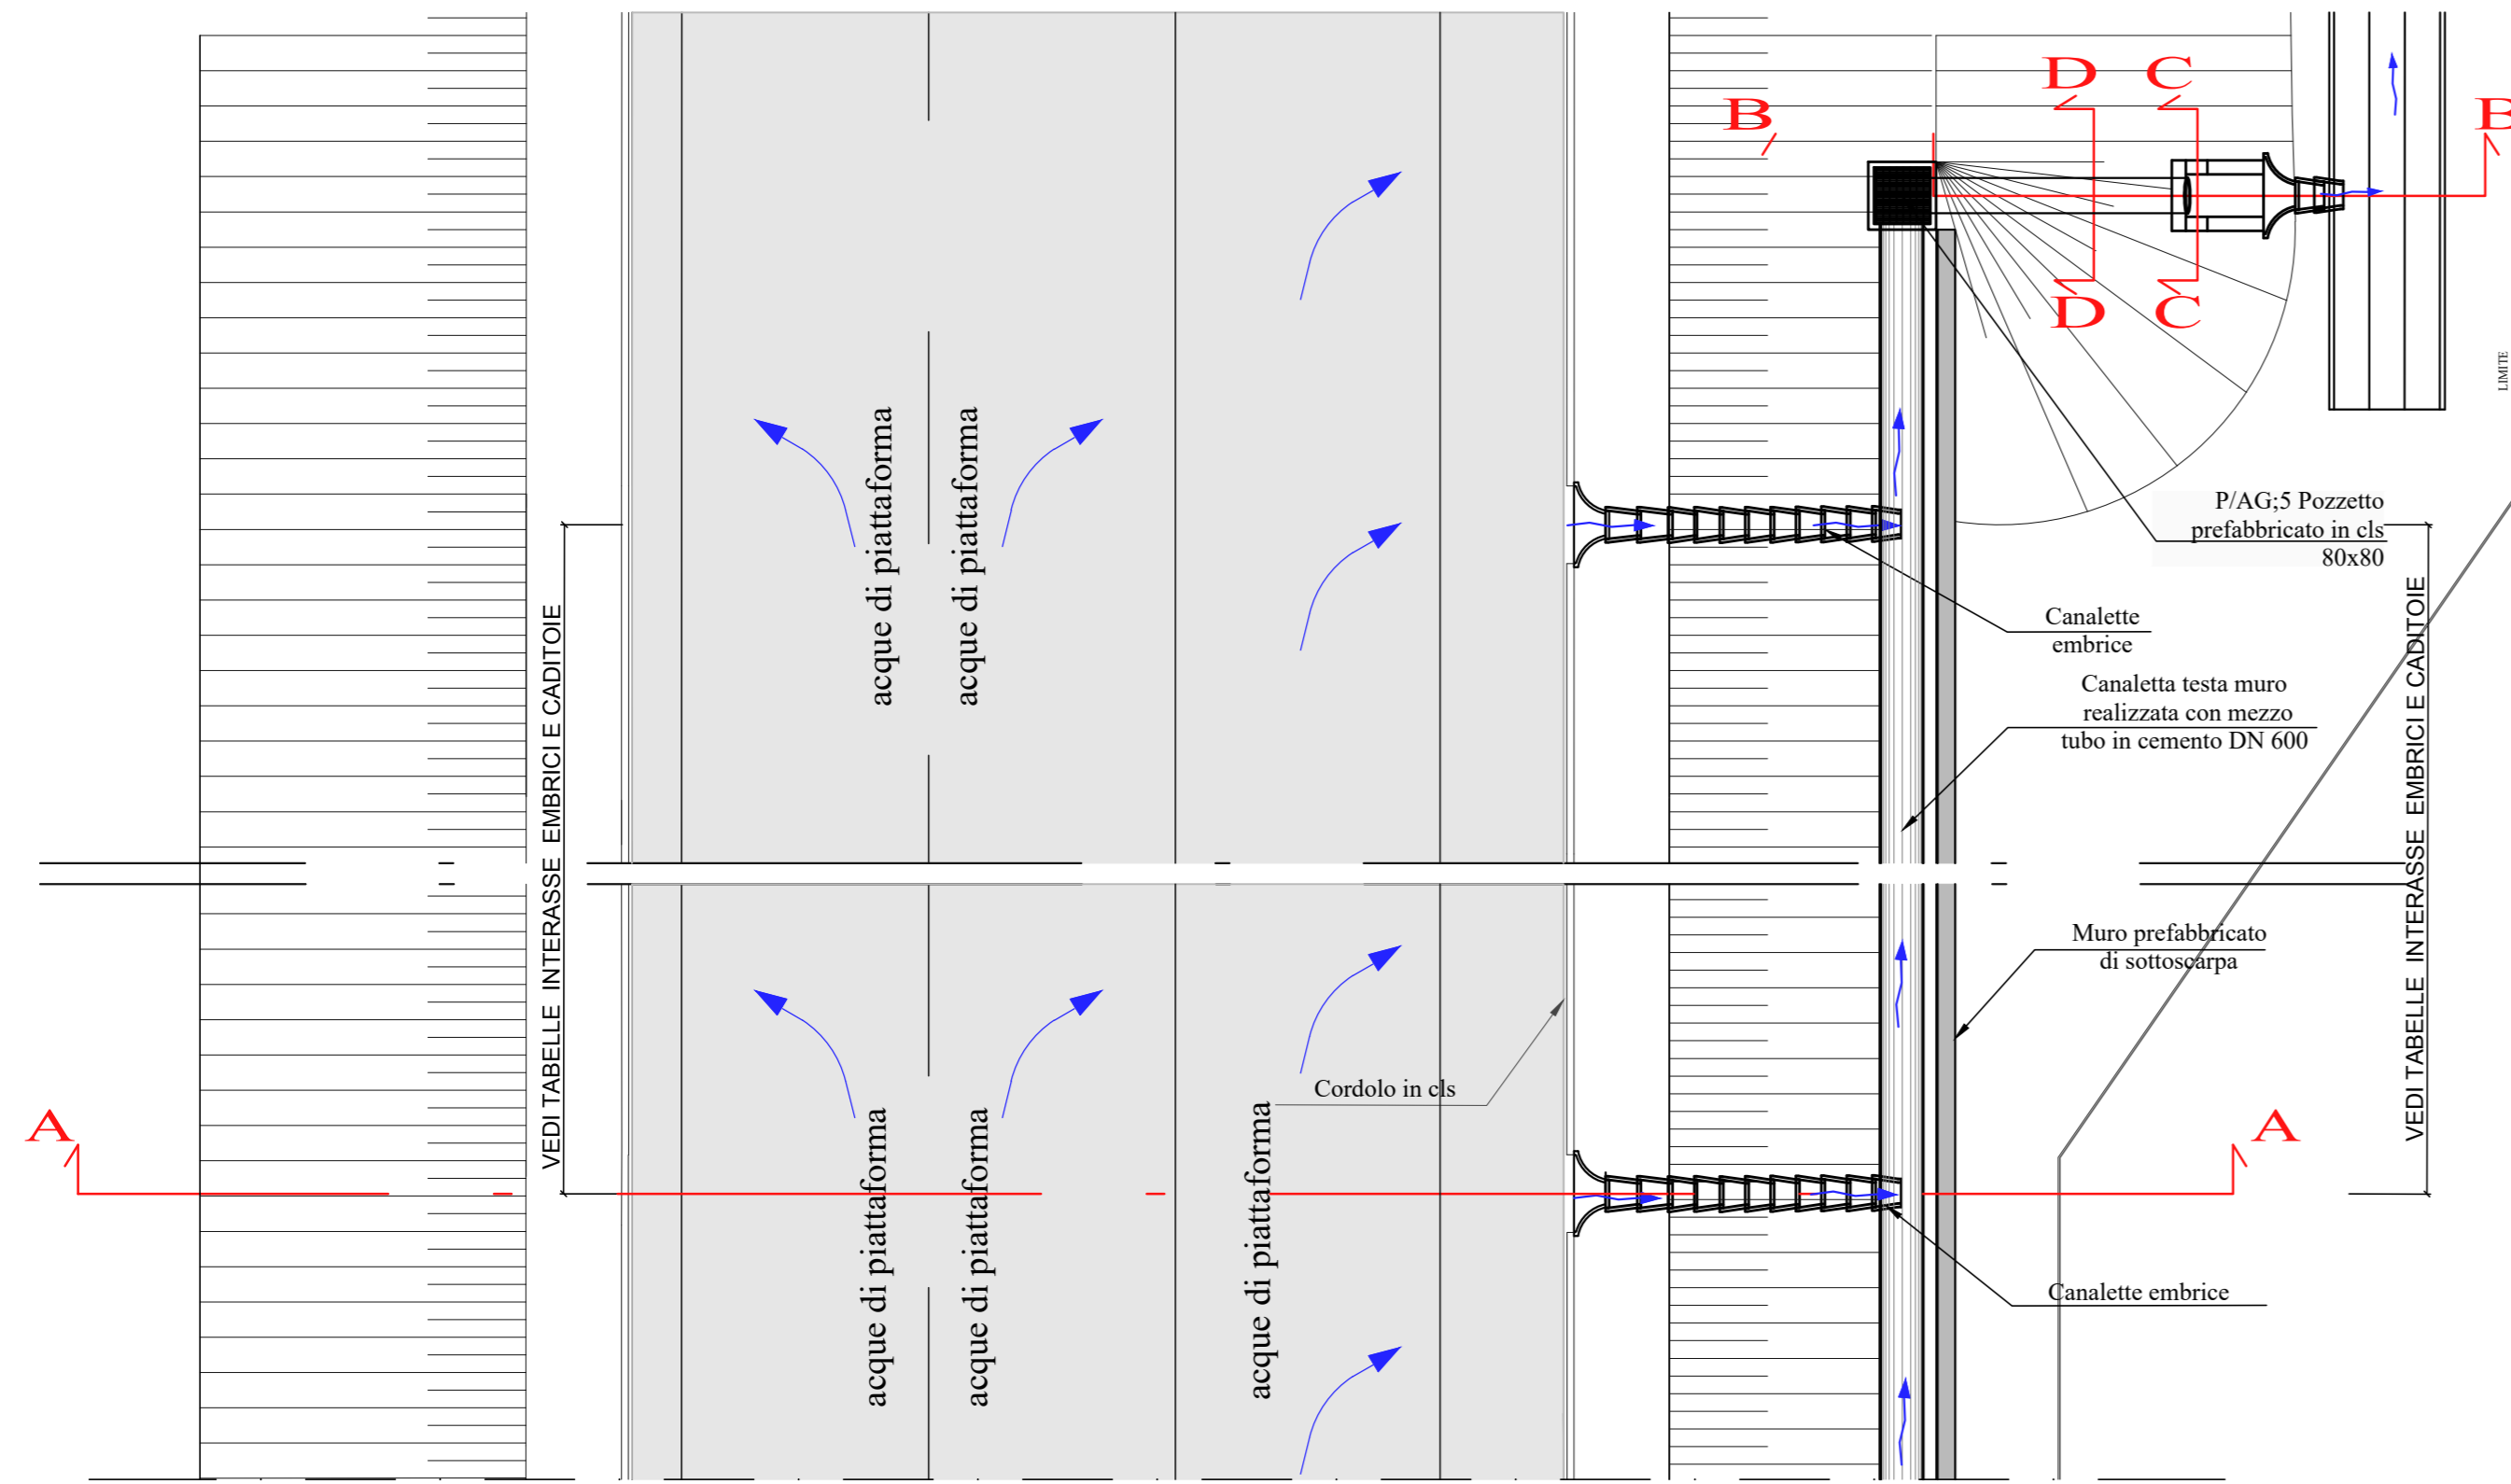 D C
B B
D C
LIMITE
P/AG;5 Pozzetto
prefabbricato in cls
80x80
acque di piattaforma
acque di piattaforma
Canalette
embrice
Canaletta testa muro
realizzata con mezzo
tubo in cemento DN 600
VEDI TABELLE INTERASSE EMBRICI E CADITOIE
VEDI TABELLE INTERASSE EMBRICI E CADITOIE
Muro prefabbricato
di sottoscarpa
Cordolo in cls
A A
acque di piattaforma
acque di piattaforma
acque di piattaforma
Canalette embrice